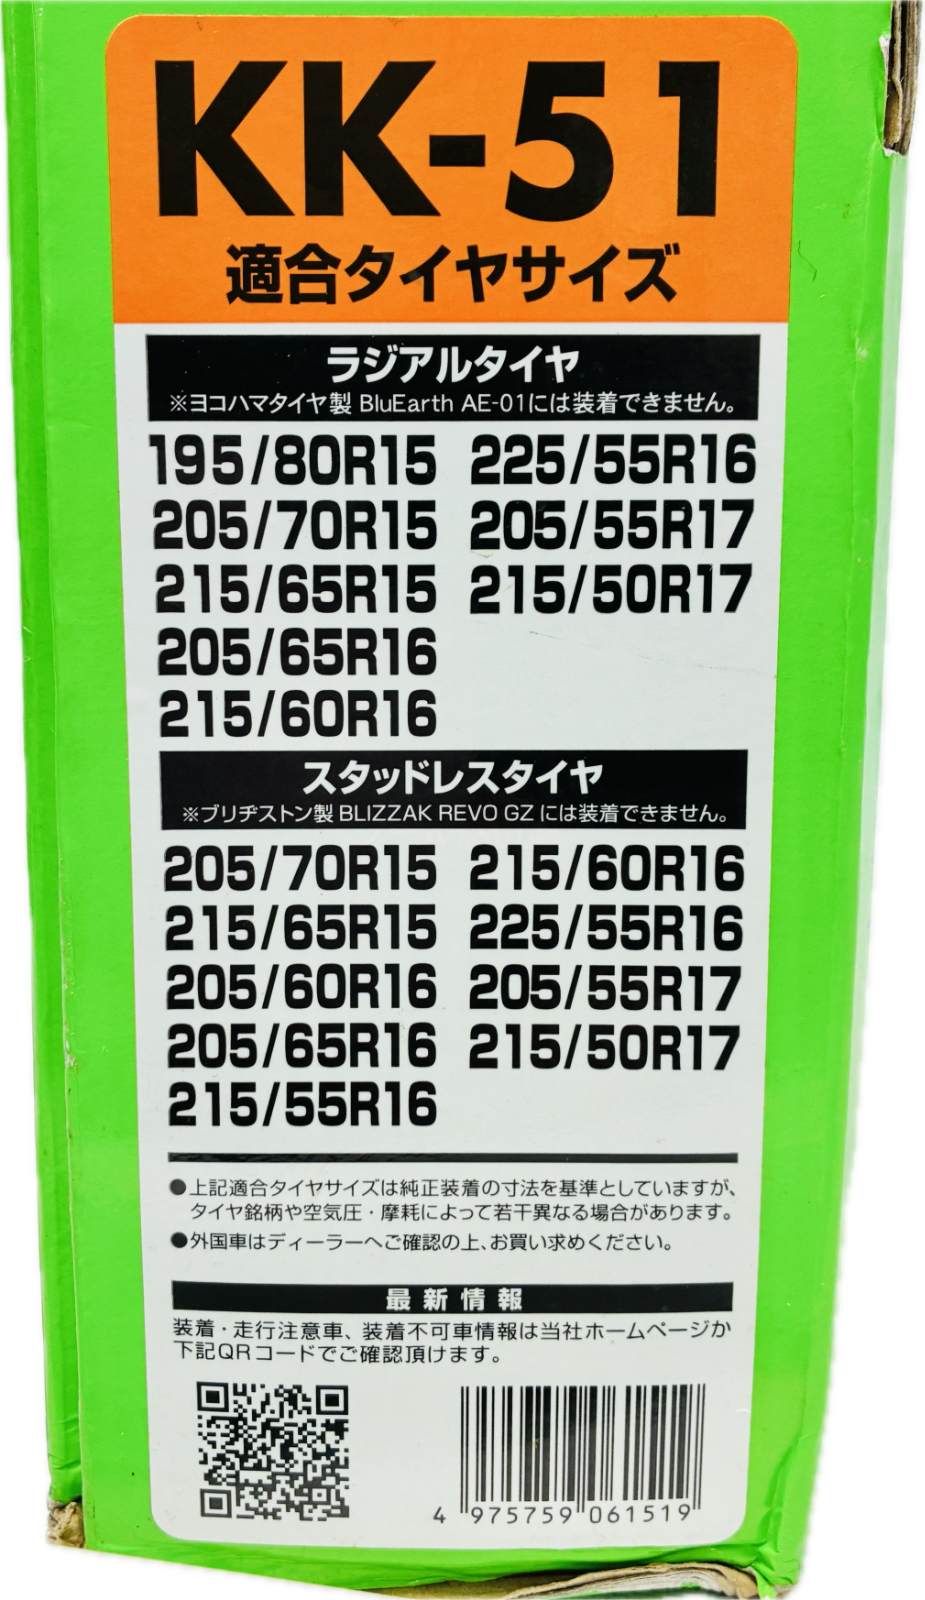 KK-51
適合タイヤサイズ
ラジアルタイヤ
※ヨコハマタイヤ製 BluEarth AE-01には装着できません。
195/80R15 225/55R16
205/70R15 205/55R17
215/65R15 215/50R17
205/65R16
215/60R16
スタッドレスタイヤ
※ブリヂストン製 BLIZZAK REVO GZ には装着できません。
205/70R15 215/60R16
215/65R15 225/55R16
205/60R16 205/55R17
205/65R16 215/50R17
215/55R16
●上記適合タイヤサイズは純正装着の寸法を基準としていますが、
タイヤ銘柄や空気圧・摩耗によって若干異なる場合があります。
●外国車はディーラーへご確認の上、お買い求めください。
最新情報
装着・走行注意車、装着不可車情報は当社ホームページか
下記QRコードでご確認頂けます。
4 975759 061519